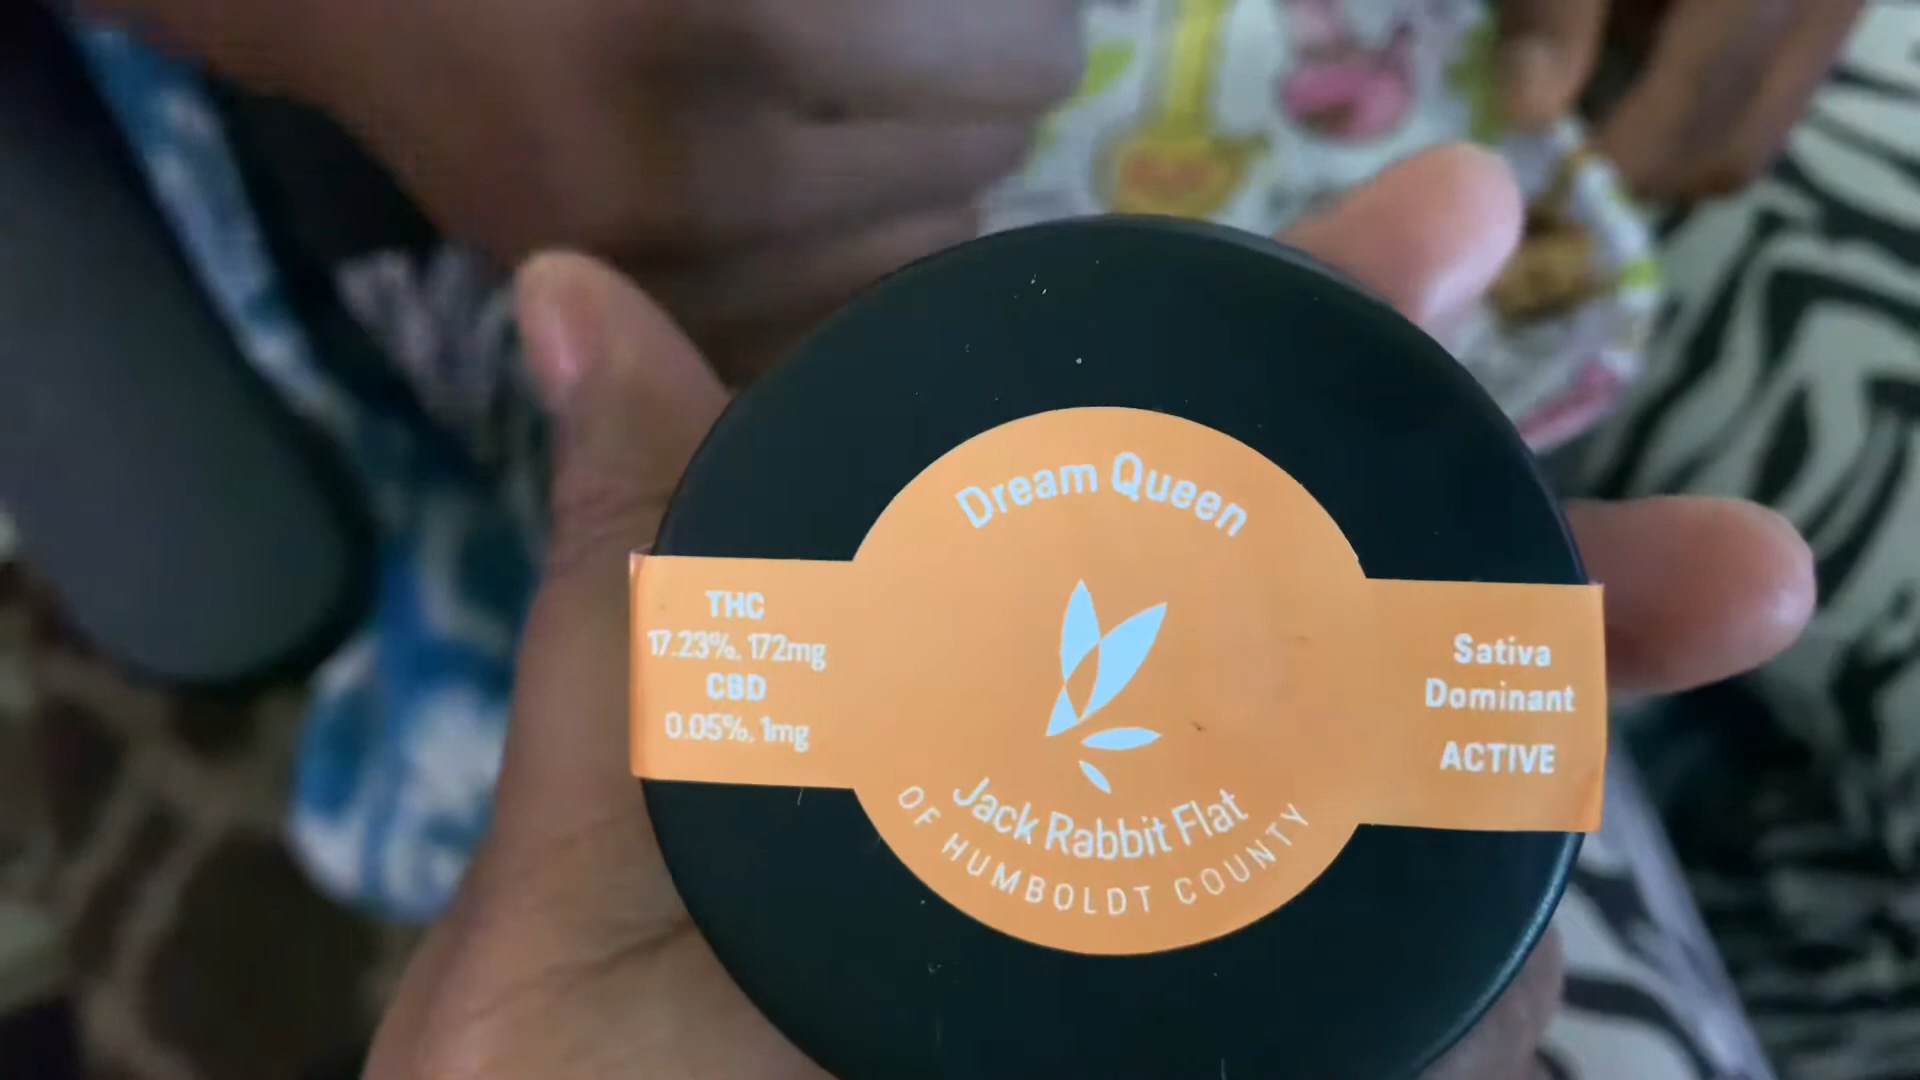 Dream Queen
THC
17.23%, 172mg
CBD
0.05%, 1mg
Sativa
Dominant
ACTIVE
Jack Rabbit Flat
OF HUMBOLDT COUNTY